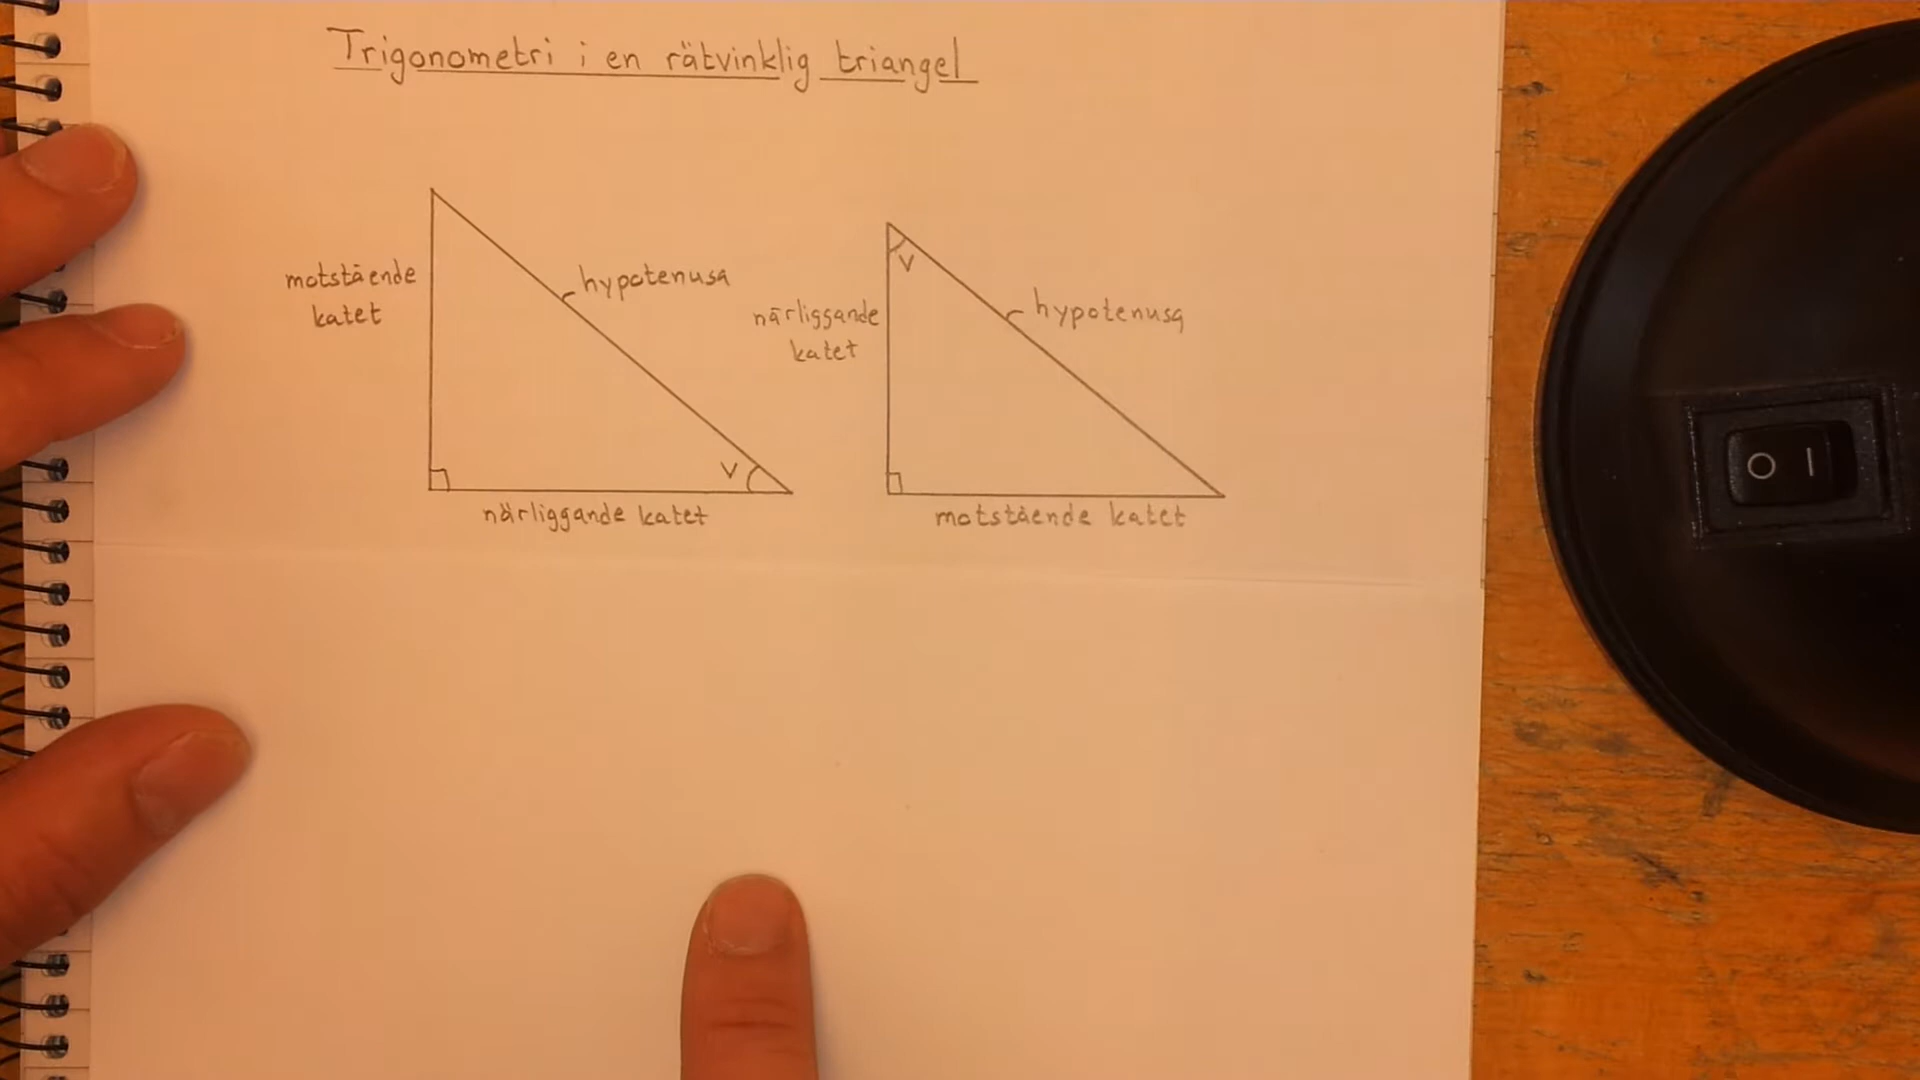 Trigonometri i en rätvinklig triangel
motstående
katet
hypotenusa
v
närliggande katet
v
närliggande
katet
hypotenusa
motstående katet
O I